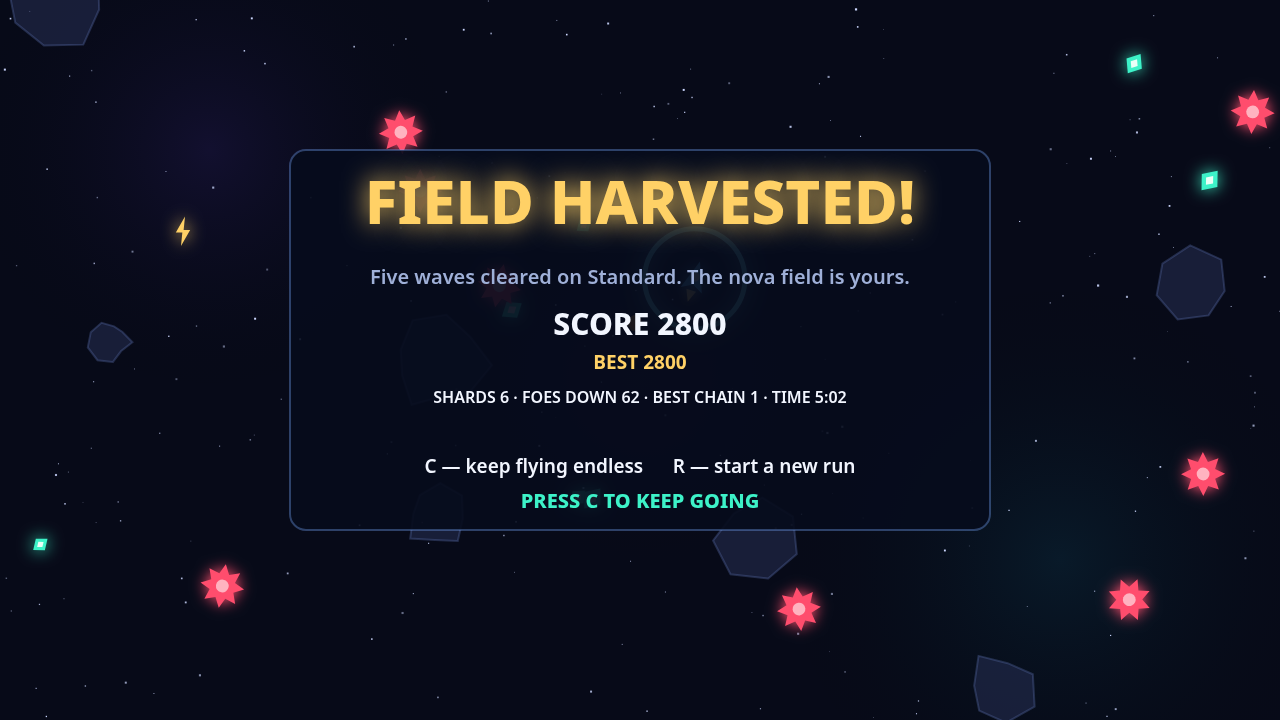 FIELD HARVESTED!
Five waves cleared on Standard. The nova field is yours.
SCORE 2800
BEST 2800
SHARDS 6 · FOES DOWN 62 · BEST CHAIN 1 · TIME 5:02
C — keep flying endless R — start a new run
PRESS C TO KEEP GOING